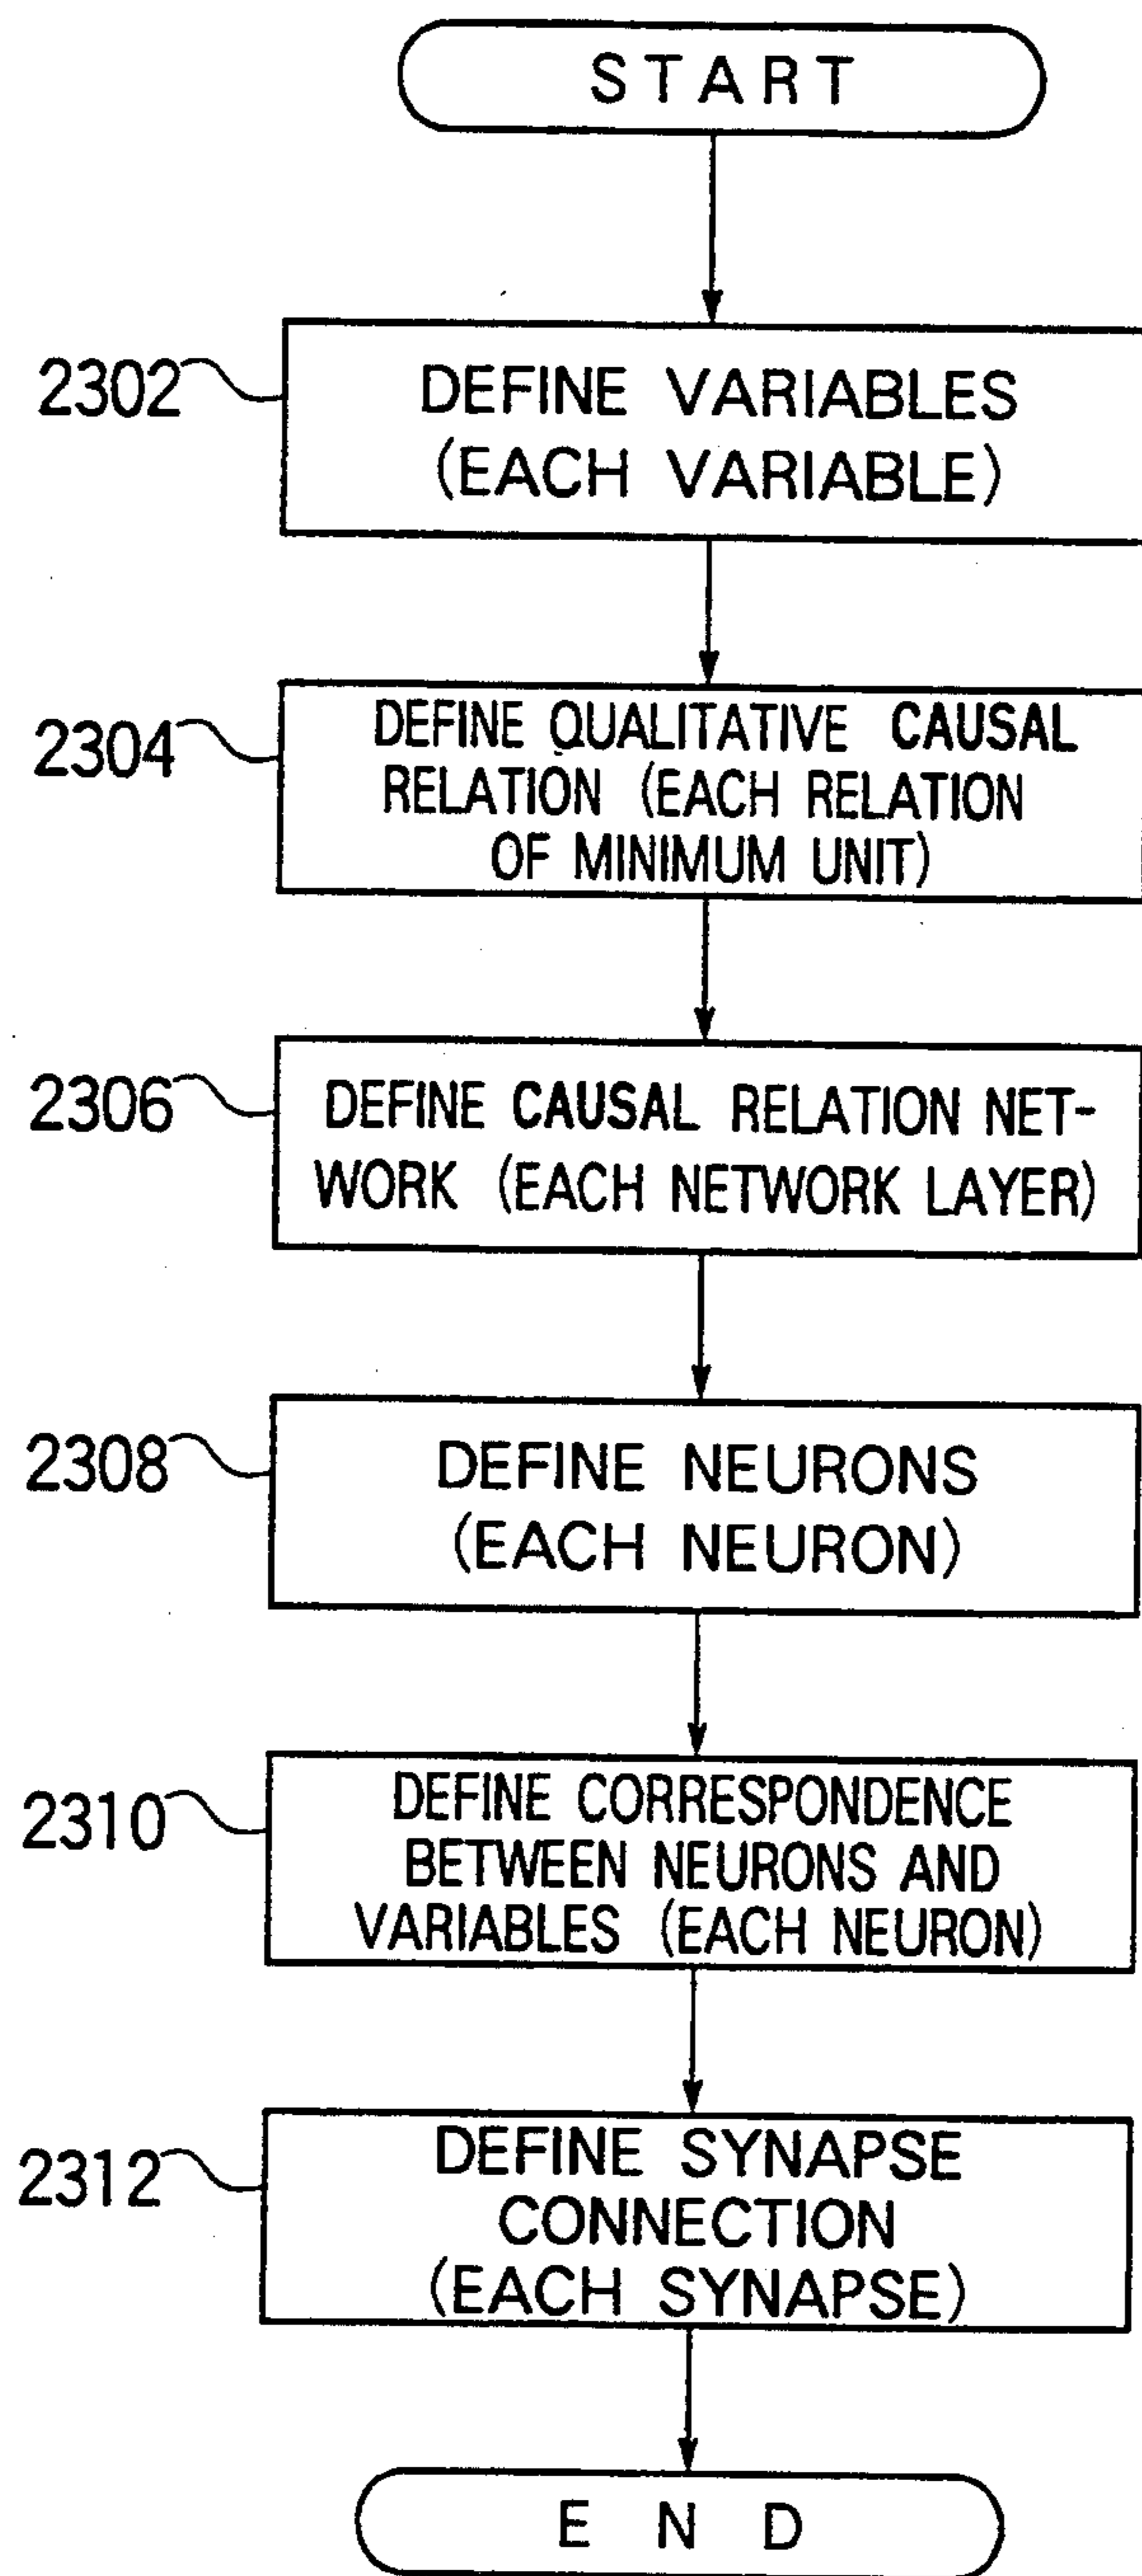 START
2302
DEFINE VARIABLES
(EACH VARIABLE)
2304
DEFINE QUALITATIVE CAUSAL
RELATION (EACH RELATION
OF MINIMUM UNIT)
2306
DEFINE CAUSAL RELATION NET-
WORK (EACH NETWORK LAYER)
2308
DEFINE NEURONS
(EACH NEURON)
2310
DEFINE CORRESPONDENCE
BETWEEN NEURONS AND
VARIABLES (EACH NEURON)
2312
DEFINE SYNAPSE
CONNECTION
(EACH SYNAPSE)
END